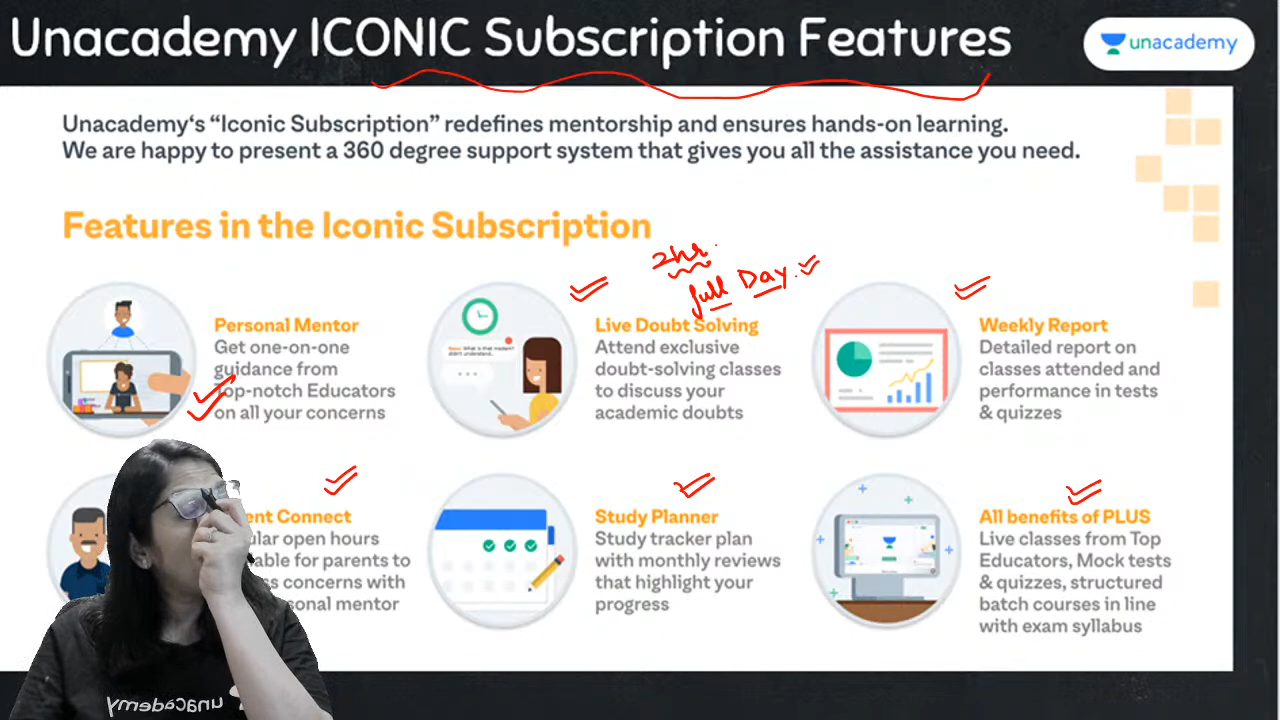 Unacademy ICONIC Subscription Features
unacademy
Unacademy's “Iconic Subscription” redefines mentorship and ensures hands-on learning.
We are happy to present a 360 degree support system that gives you all the assistance you need.
Features in the Iconic Subscription
2hr.
full Day.
Personal Mentor
Get one-on-one
guidance from
top-notch Educators
on all your concerns
Live Doubt Solving
Attend exclusive
doubt-solving classes
to discuss your
academic doubts
Weekly Report
Detailed report on
classes attended and
performance in tests
& quizzes
Connect
open hours
for parents to
concerns with
mentor
Study Planner
Study tracker plan
with monthly reviews
that highlight your
progress
All benefits of PLUS
Live classes from Top
Educators, Mock tests
& quizzes, structured
batch courses in line
with exam syllabus
unacademy